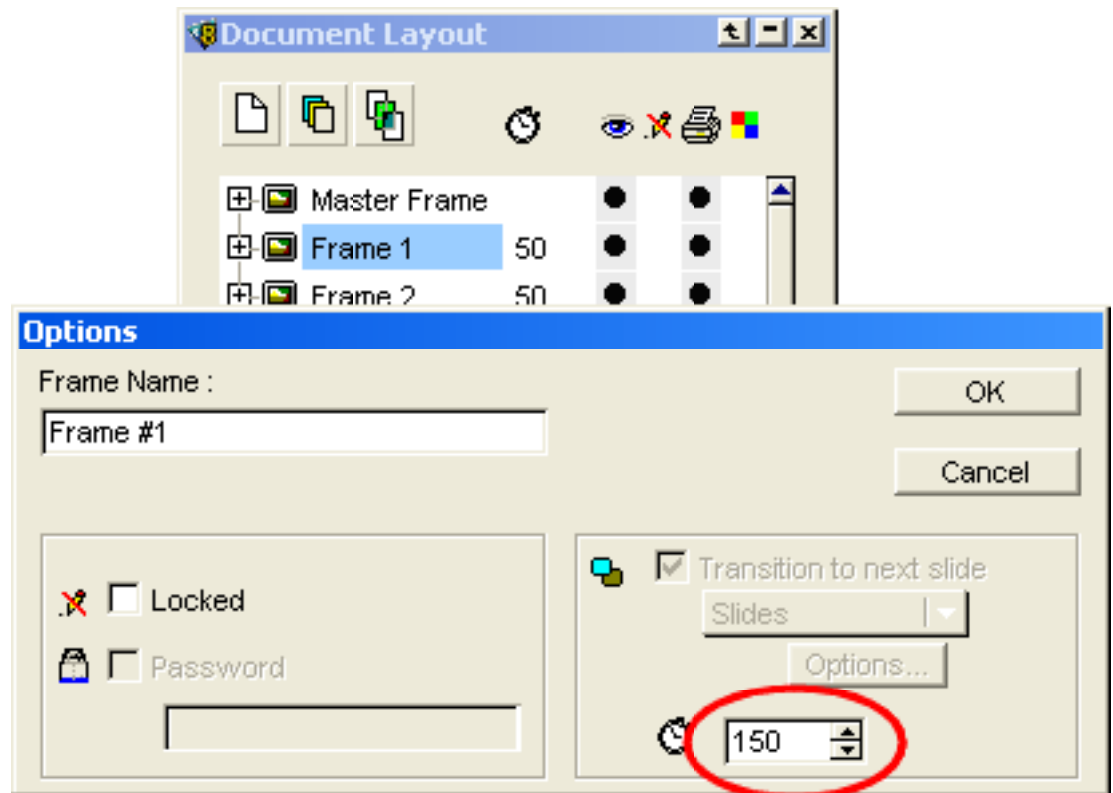 Document Layout
Master Frame
Frame 1 50
Frame 2 50
Options
Frame Name :
OK
Frame #1
Cancel
Transition to next slide
Locked
Slides
Password
Options...
150